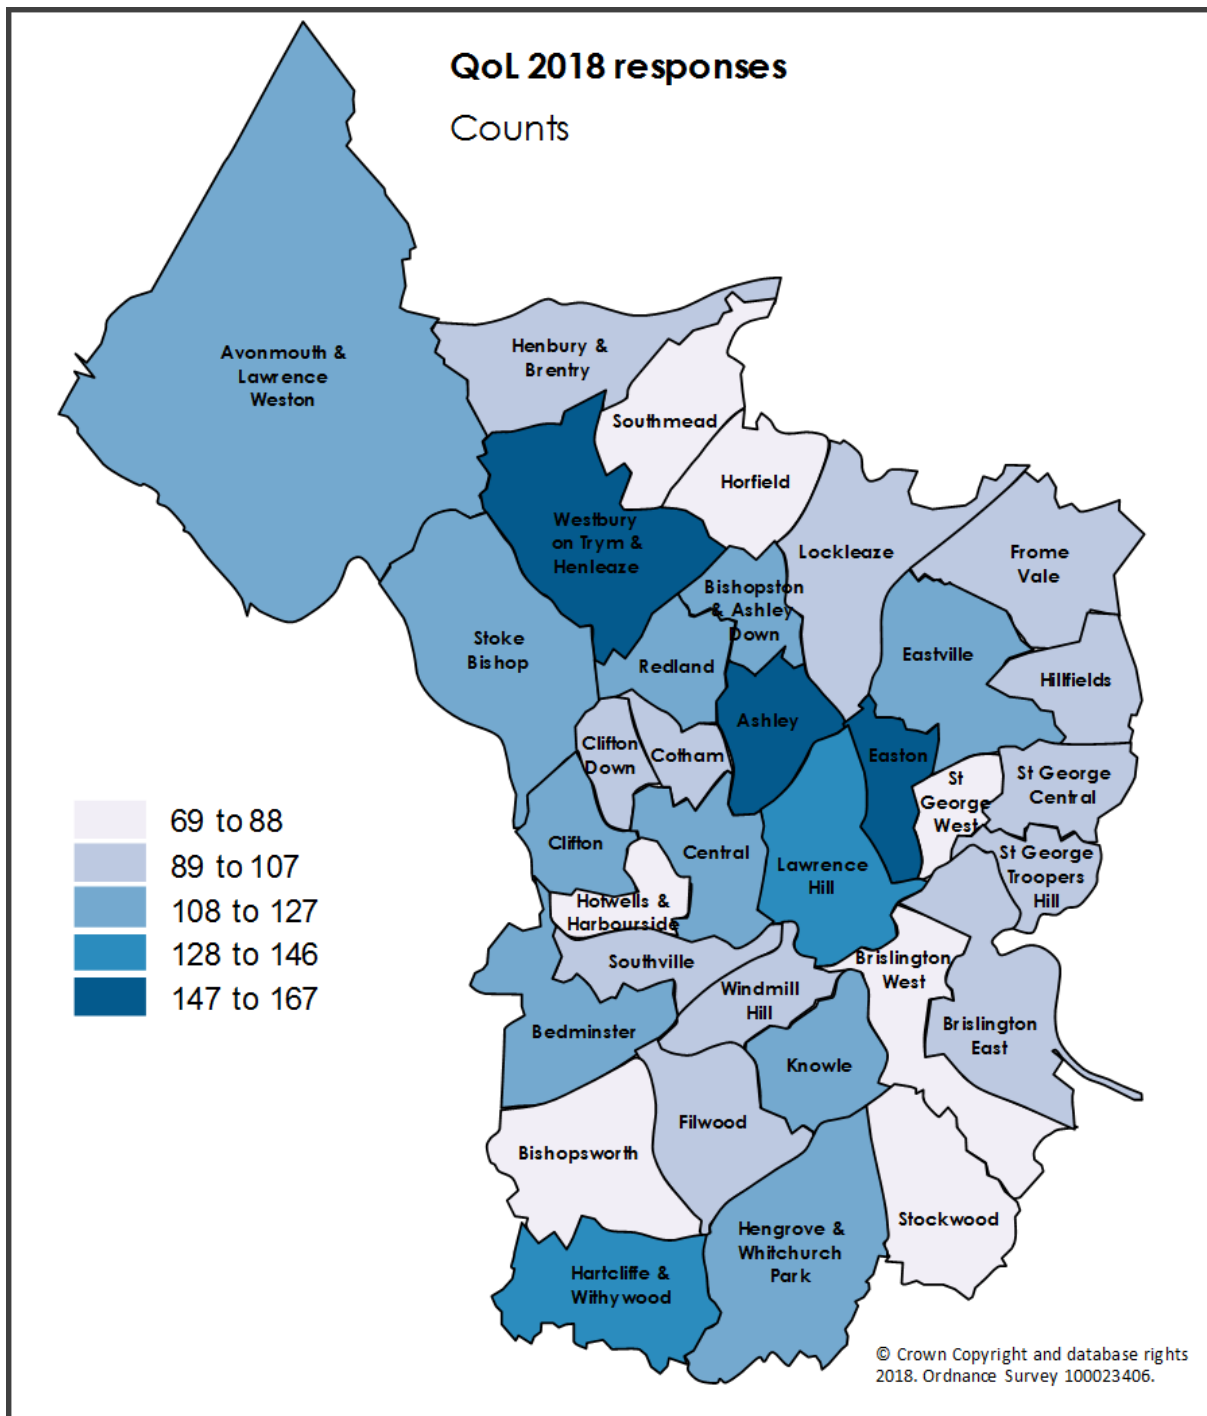 QoL 2018 responses
Counts
Avonmouth &
Lawrence
Weston
Henbury &
Brentry
Southmead
Horfield
Westbury
on Trym &
Henleaze
Lockleaze
Frome
Vale
Bishopston
& Ashley
Down
Stoke
Bishop
Redland
Eastville
Hillfields
Ashley
Clifton
Down
Cotham
Easton
St
George
West
St George
Central
69 to 88
89 to 107
108 to 127
128 to 146
147 to 167
Clifton
Central
Lawrence
Hill
St George
Troopers
Hill
Hotwells &
Harbourside
Southville
Windmill
Hill
Brislington
West
Bedminster
Knowle
Brislington
East
Filwood
Bishopsworth
Stockwood
Hengrove &
Whitchurch
Park
Hartcliffe &
Withywood
© Crown Copyright and database rights
2018. Ordnance Survey 100023406.